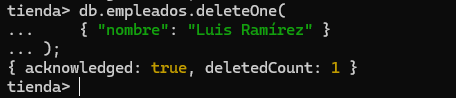 tienda> db.empleados.deleteOne(
...     { "nombre": "Luis Ramírez" }
... );
{ acknowledged: true, deletedCount: 1 }
tienda>